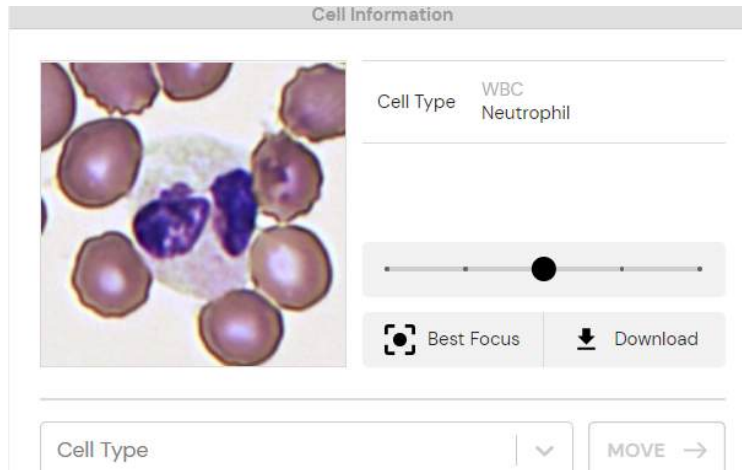 Cell Information
Cell Type
WBC
Neutrophil
Best Focus
Download
Cell Type
MOVE